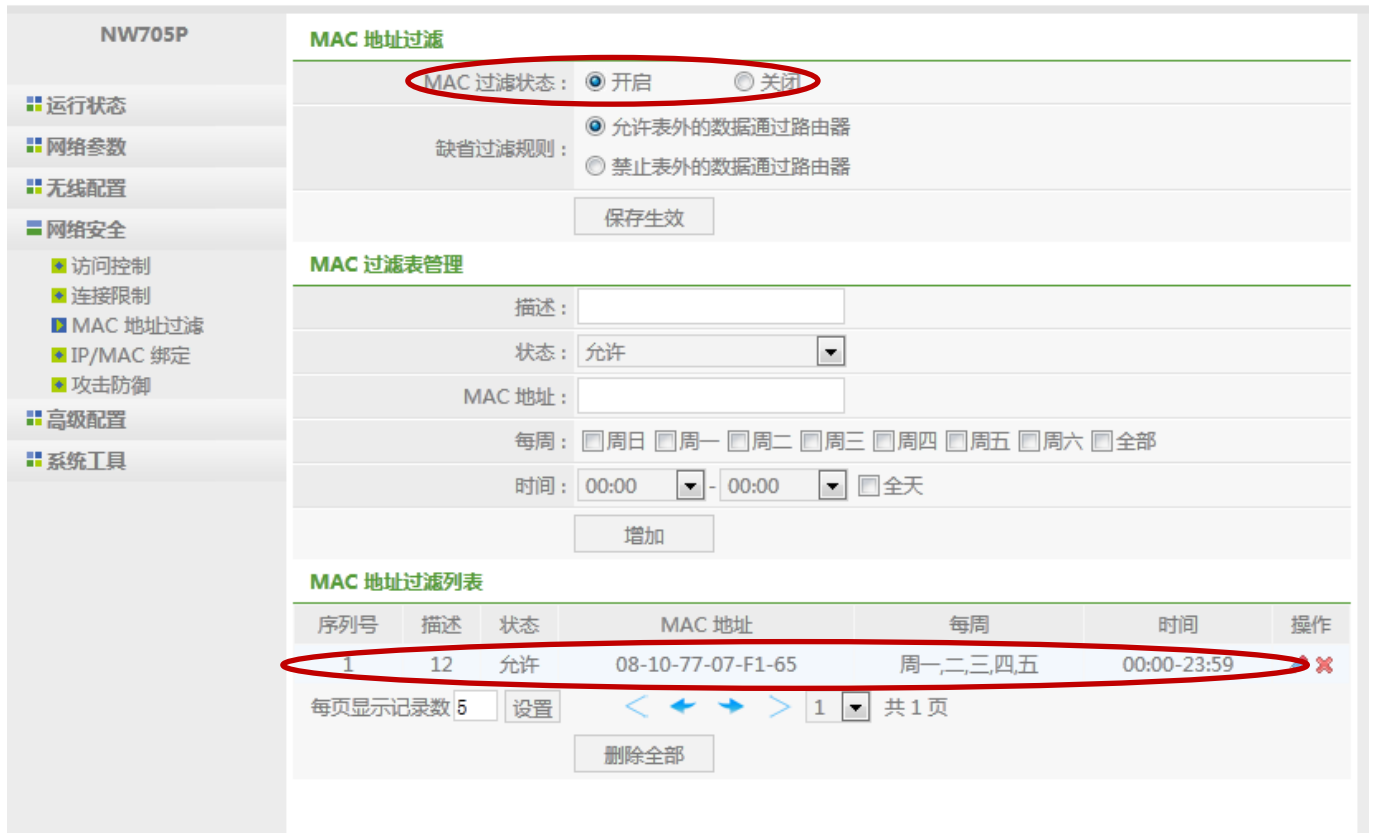 NW705P
运行状态
网络参数
无线配置
网络安全
访问控制
连接限制
MAC 地址过滤
IP/MAC 绑定
攻击防御
高级配置
系统工具
MAC 地址过滤
MAC 过滤状态： 开启 关闭
缺省过滤规则： 允许表外的数据通过路由器
禁止表外的数据通过路由器
保存生效
MAC 过滤表管理
描述：
状态： 允许
MAC 地址：
每周： 周日 周一 周二 周三 周四 周五 周六 全部
时间： 00:00 - 00:00 全天
增加
MAC 地址过滤列表
序列号 描述 状态 MAC 地址 每周 时间 操作
1 12 允许 08-10-77-07-F1-65 周一,二,三,四,五 00:00-23:59
每页显示记录数 5 设置 1 共 1 页
删除全部